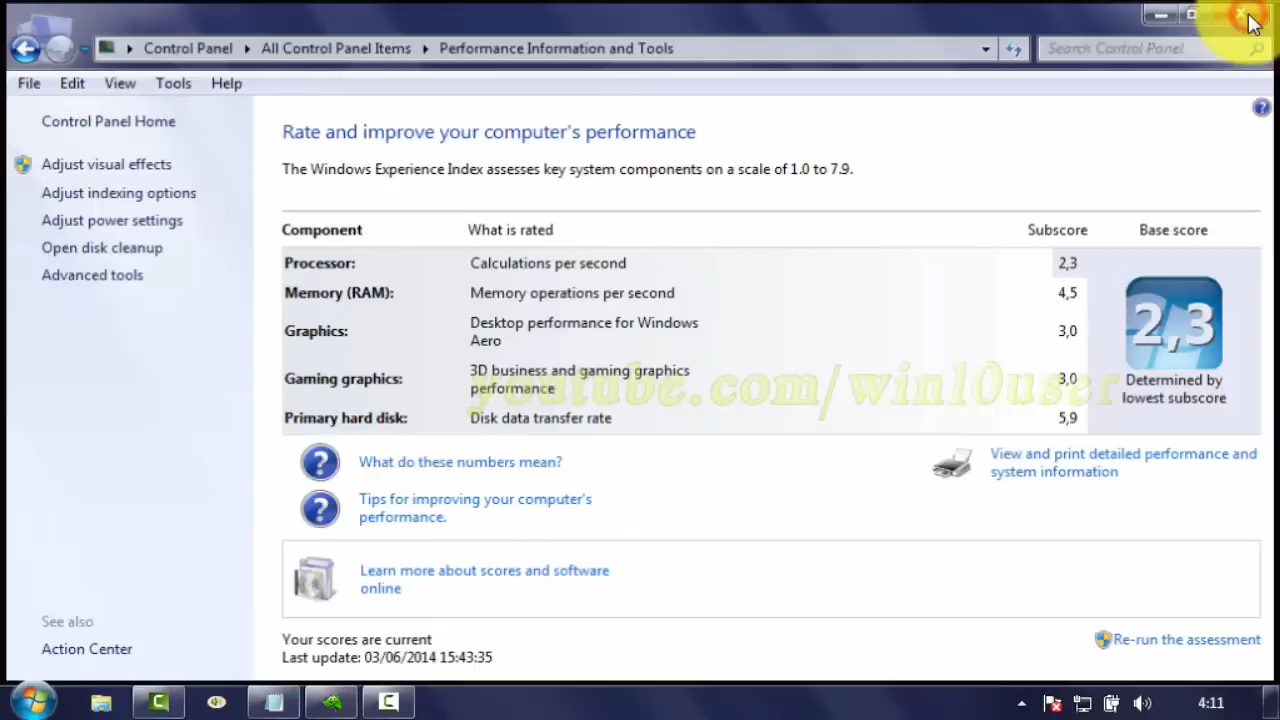 Control Panel All Control Panel Items Performance Information and Tools Search Control Panel
File Edit View Tools Help
Control Panel Home
Adjust visual effects
Adjust indexing options
Adjust power settings
Open disk cleanup
Advanced tools
See also
Action Center
Rate and improve your computer's performance
The Windows Experience Index assesses key system components on a scale of 1.0 to 7.9.
Component What is rated Subscore Base score
Processor: Calculations per second 2,3
Memory (RAM): Memory operations per second 4,5
Graphics: Desktop performance for Windows Aero 3,0
Gaming graphics: 3D business and gaming graphics performance 3,0
Primary hard disk: Disk data transfer rate 5,9
2,3
Determined by
lowest subscore
youtube.com/win10user
What do these numbers mean?
Tips for improving your computer's
performance.
View and print detailed performance and
system information
Learn more about scores and software
online
Your scores are current
Last update: 03/06/2014 15:43:35
Re-run the assessment
4:11